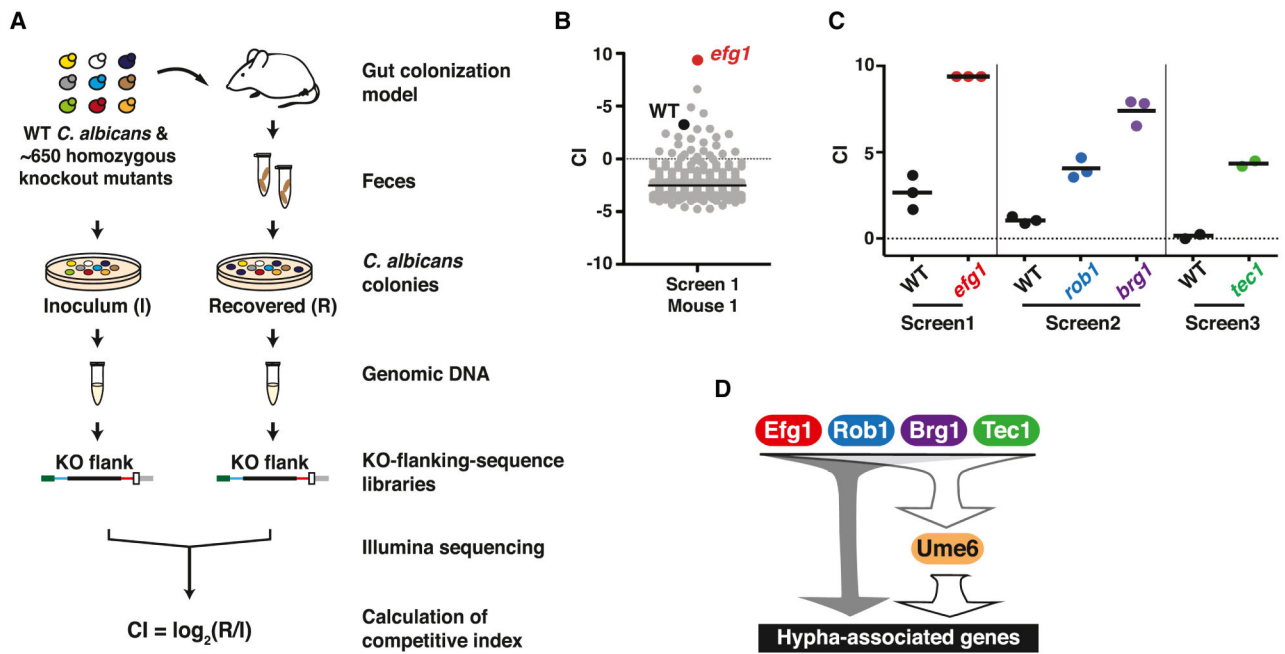 A
WT C. albicans &
~650 homozygous
knockout mutants
Gut colonization
model
Feces
C. albicans
colonies
Inoculum (I)
Recovered (R)
Genomic DNA
KO flank
KO flank
KO-flanking-sequence
libraries
Illumina sequencing
CI = log₂(R/I)
Calculation of
competitive index
B
CI
10
-5
0
-5
-10
efg1
WT
Screen 1
Mouse 1
C
CI
10
5
0
WT
efg1
WT
rob1
brg1
WT
tec1
Screen1
Screen2
Screen3
D
Efg1
Rob1
Brg1
Tec1
Ume6
Hypha-associated genes